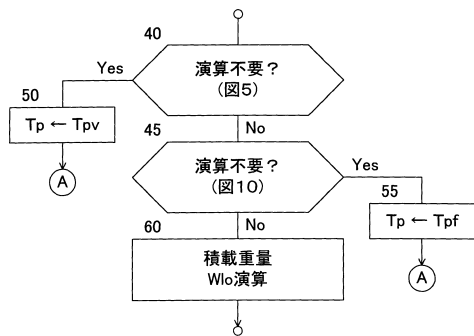 40
演算不要？
(図5)
Yes
50
Tp ← Tpv
A
No
45
演算不要？
(図10)
Yes
55
Tp ← Tpf
A
No
60
積載重量
Wlo演算